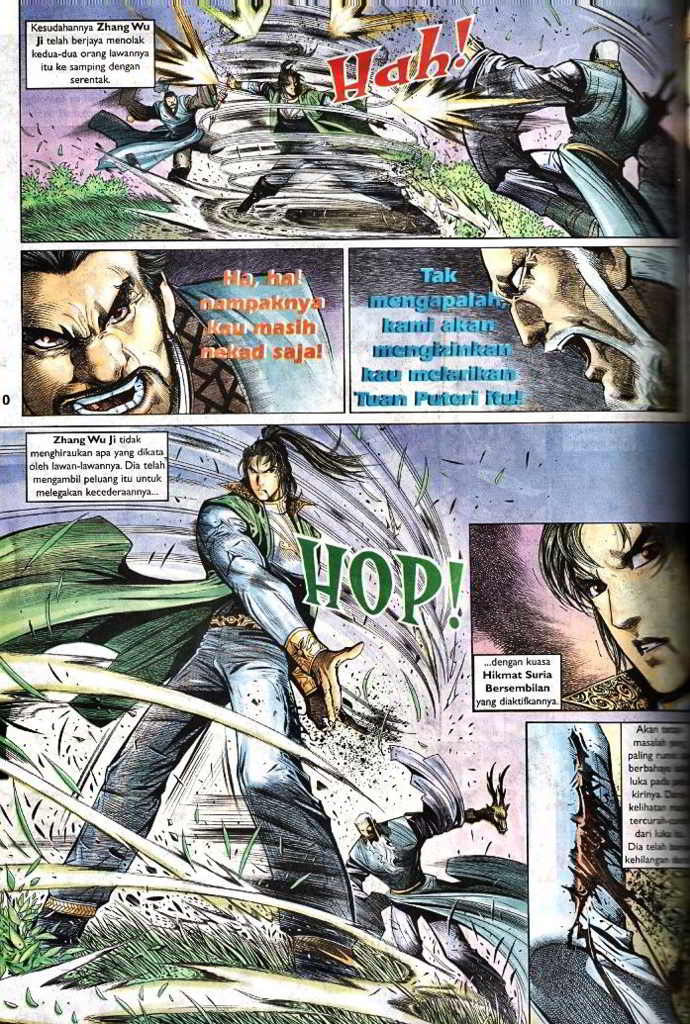 Kesudahannya Zhang Wu
Ji telah berjaya menolak
kedua-dua orang lawannya
itu ke samping dengan
serentak.
Hah!
Ha, ha!
nampaknya
kau masih
nekad saja!
Tak
mengapalah,
kami akan
mengizinkan
kau melarikan
Tuan Puteri itu!
0
Zhang Wu Ji tidak
menghiraukan apa yang dikata
oleh lawan-lawannya. Dia telah
mengambil peluang itu untuk
melegakan kecederaannya...
HOP!
...dengan kuasa
Hikmat Suria
Bersembilan
yang diaktifkannya.
Akan
masalah
paling
berbahaya
luka pada
kirinya.
kelihatan
dari luka
Dia telah
kehilangan